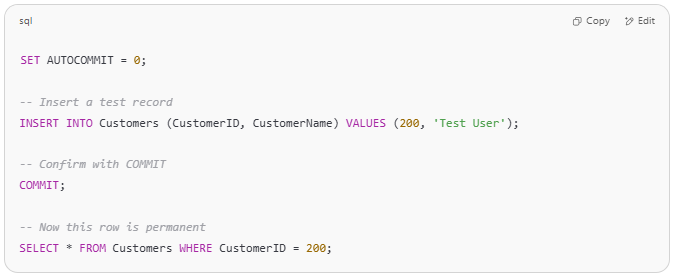 sql Copy Edit
SET AUTOCOMMIT = 0;
-- Insert a test record
INSERT INTO Customers (CustomerID, CustomerName) VALUES (200, 'Test User');
-- Confirm with COMMIT
COMMIT;
-- Now this row is permanent
SELECT * FROM Customers WHERE CustomerID = 200;